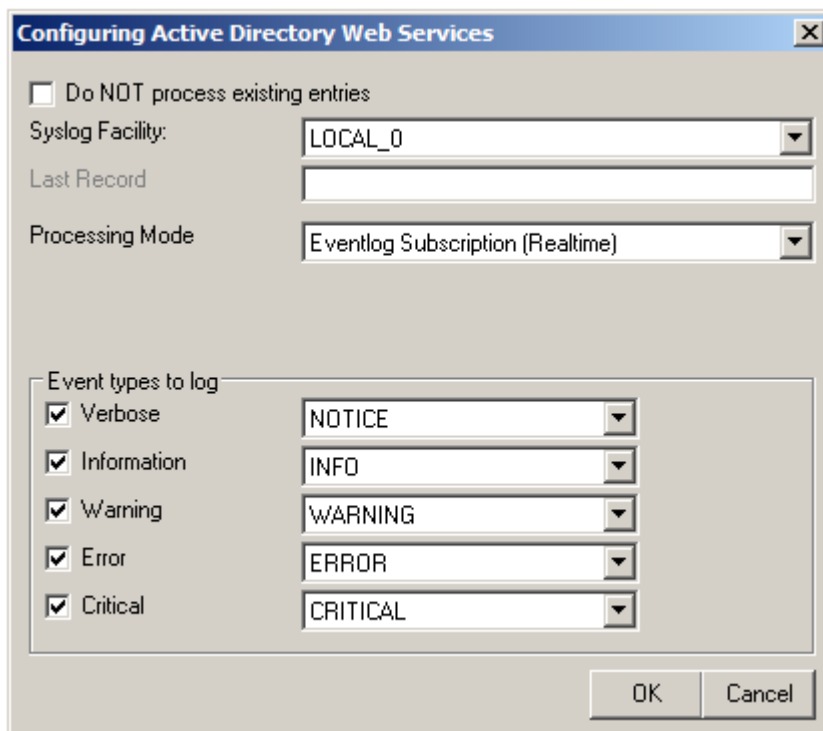 Configuring Active Directory Web Services
Do NOT process existing entries
Syslog Facility: LOCAL_0
Last Record
Processing Mode Eventlog Subscription (Realtime)
Event types to log
Verbose NOTICE
Information INFO
Warning WARNING
Error ERROR
Critical CRITICAL
OK Cancel